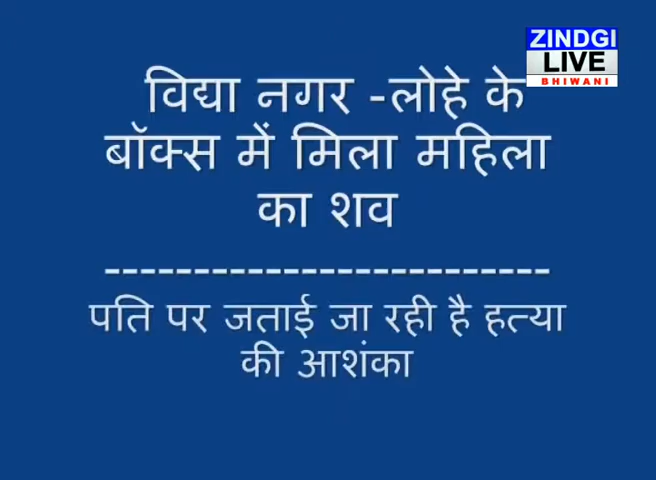 ZINDGI
LIVE
BHIWANI
विद्या नगर -लोहे के
बॉक्स में मिला महिला
का शव
-------------------------
पति पर जताई जा रही है हत्या
की आशंका